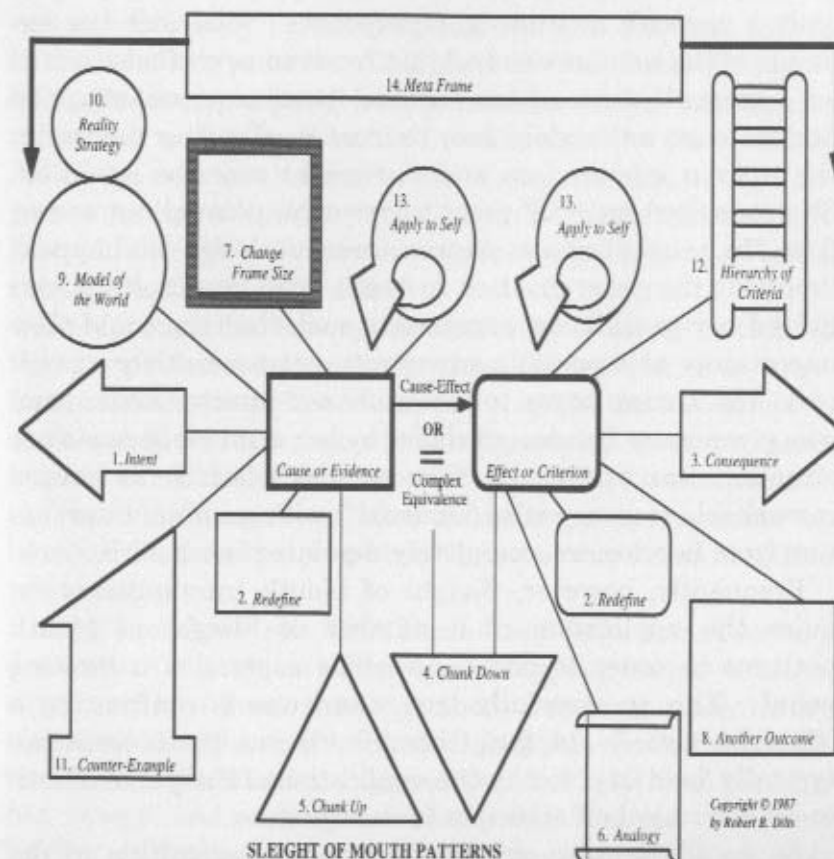 14. Meta Frame
10.
Reality
Strategy
13.
Apply to Self
13.
Apply to Self
7. Change
Frame Size
9. Model of
the World
12.
Hierarchy of
Criteria
Cause-Effect
OR
=
Complex
Equivalence
1. Intent
Cause or Evidence
Effect or Criterion
3. Consequence
2. Redefine
2. Redefine
4. Chunk Down
11. Counter-Example
8. Another Outcome
5. Chunk Up
Copyright © 1987
by Robert B. Dilts
6. Analogy
SLEIGHT OF MOUTH PATTERNS